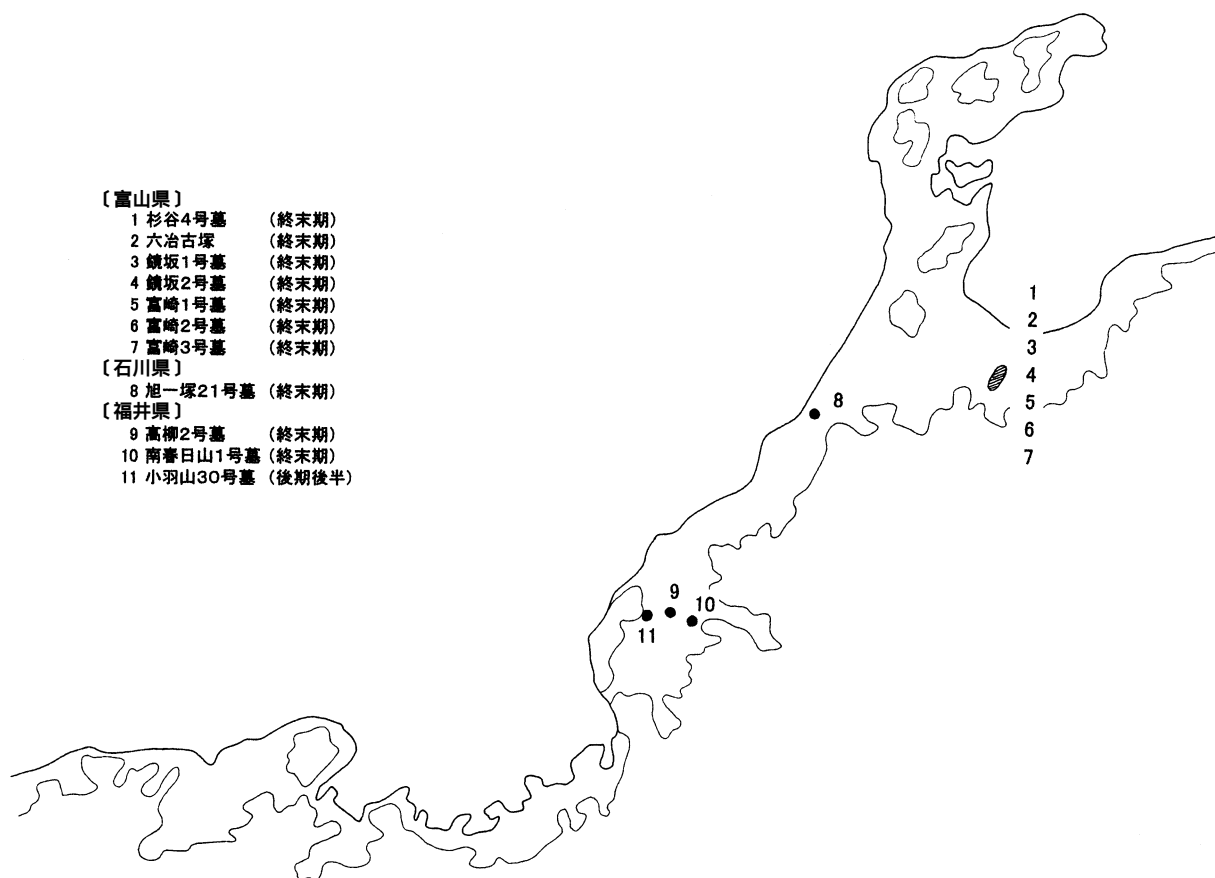 〔富山県〕
1 杉谷4号墓 (終末期)
2 六治古塚 (終末期)
3 鏡坂1号墓 (終末期)
4 鏡坂2号墓 (終末期)
5 富崎1号墓 (終末期)
6 富崎2号墓 (終末期)
7 富崎3号墓 (終末期)
〔石川県〕
8 旭一塚21号墓 (終末期)
〔福井県〕
9 高柳2号墓 (終末期)
10 南春日山1号墓 (終末期)
11 小羽山30号墓 (後期後半)
1
2
3
4
5
6
7
8
9
10
11